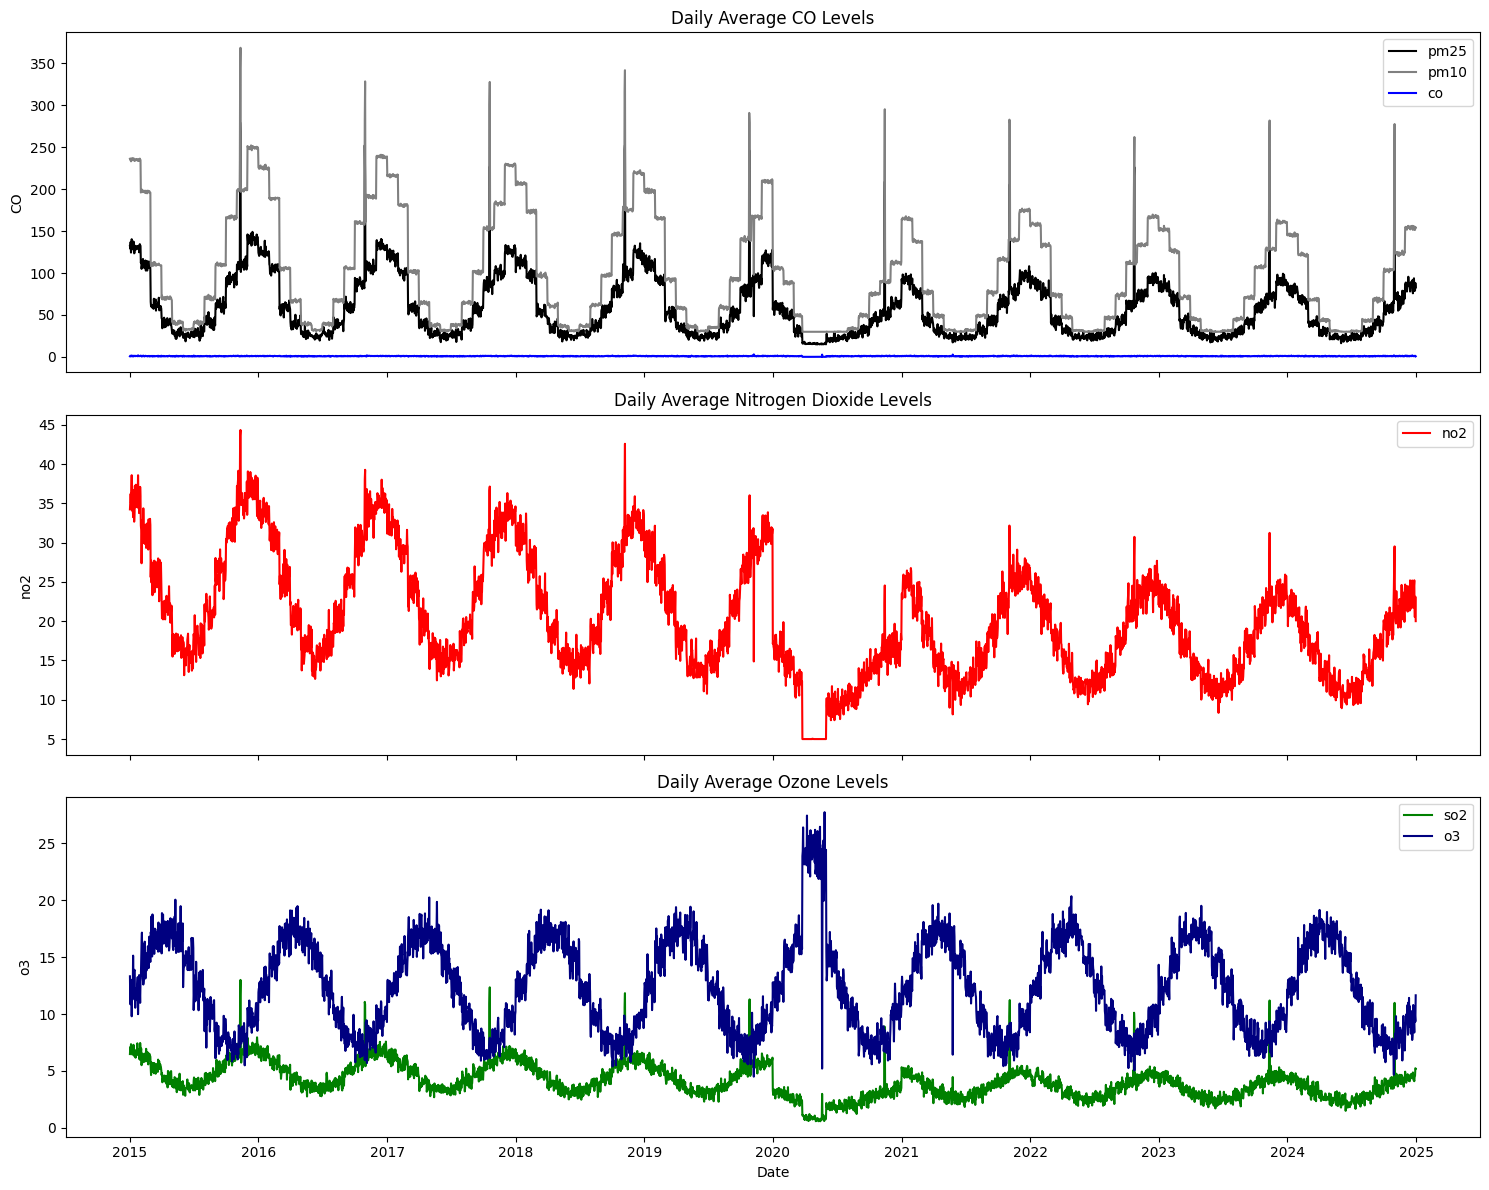 Daily Average CO Levels
CO
350
300
250
200
150
100
50
0
pm25
pm10
co
Daily Average Nitrogen Dioxide Levels
no2
45
40
35
30
25
20
15
10
5
no2
Daily Average Ozone Levels
o3
25
20
15
10
5
0
so2
o3
2015 2016 2017 2018 2019 2020 2021 2022 2023 2024 2025
Date